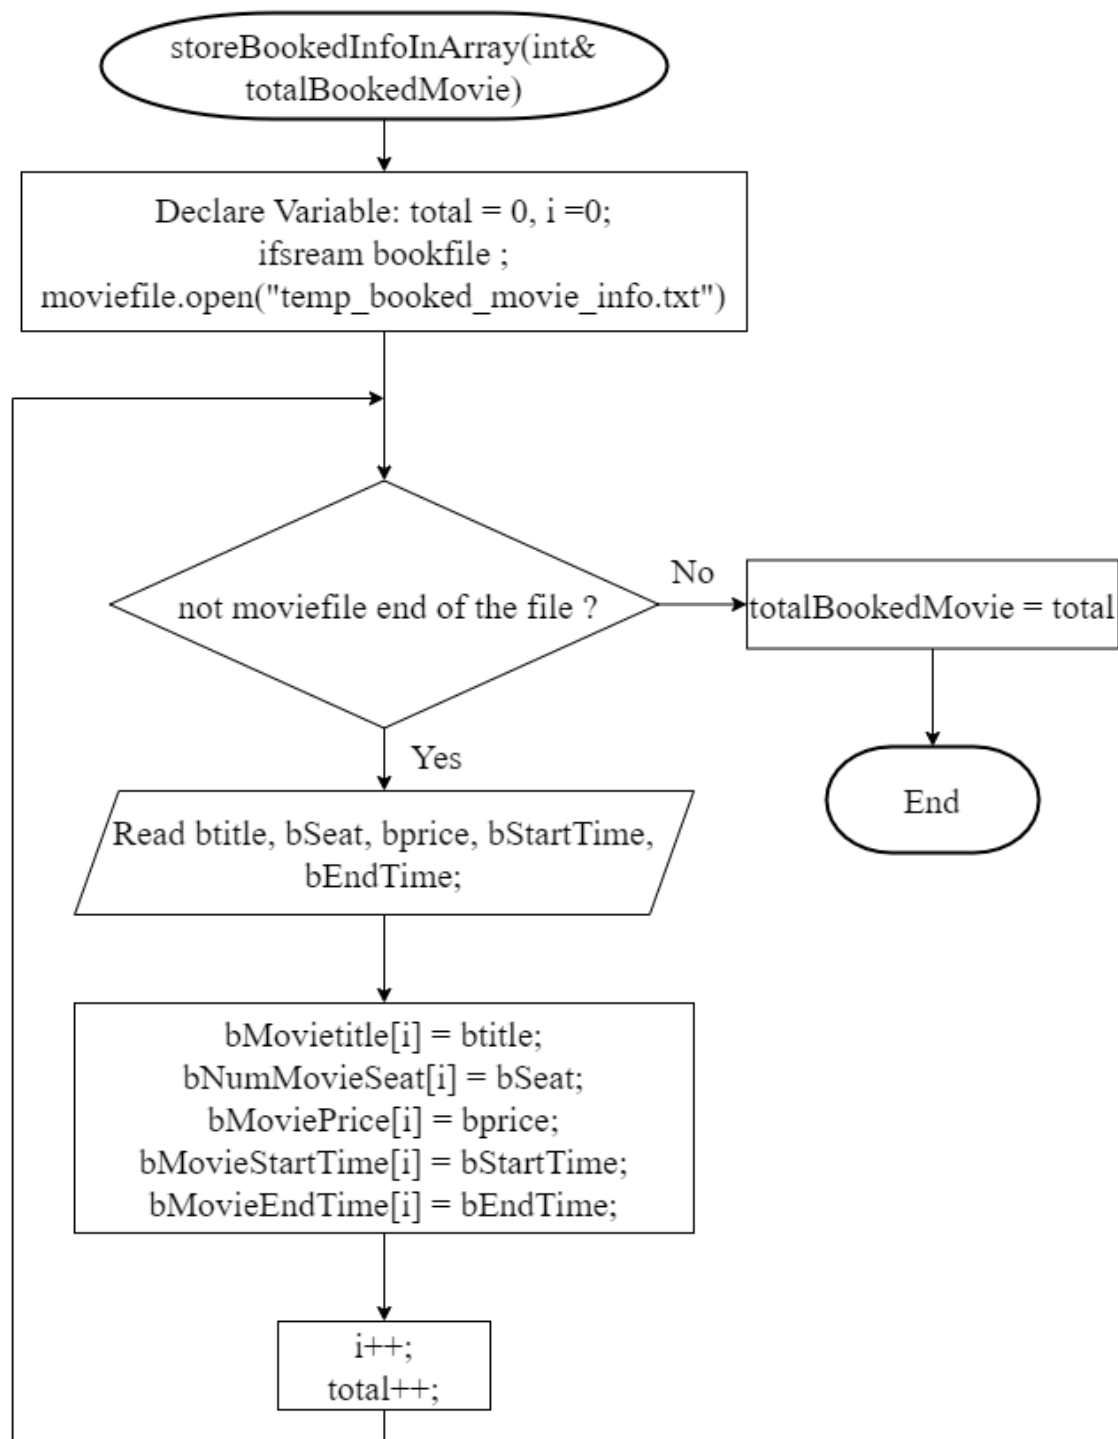 storeBookedInfoInArray(int&
totalBookedMovie)
Declare Variable: total = 0, i =0;
ifsream bookfile ;
moviefile.open("temp_booked_movie_info.txt")
not moviefile end of the file ?
No
totalBookedMovie = total
End
Yes
Read btitle, bSeat, bprice, bStartTime,
bEndTime;
bMovietitle[i] = btitle;
bNumMovieSeat[i] = bSeat;
bMoviePrice[i] = bprice;
bMovieStartTime[i] = bStartTime;
bMovieEndTime[i] = bEndTime;
i++;
total++;